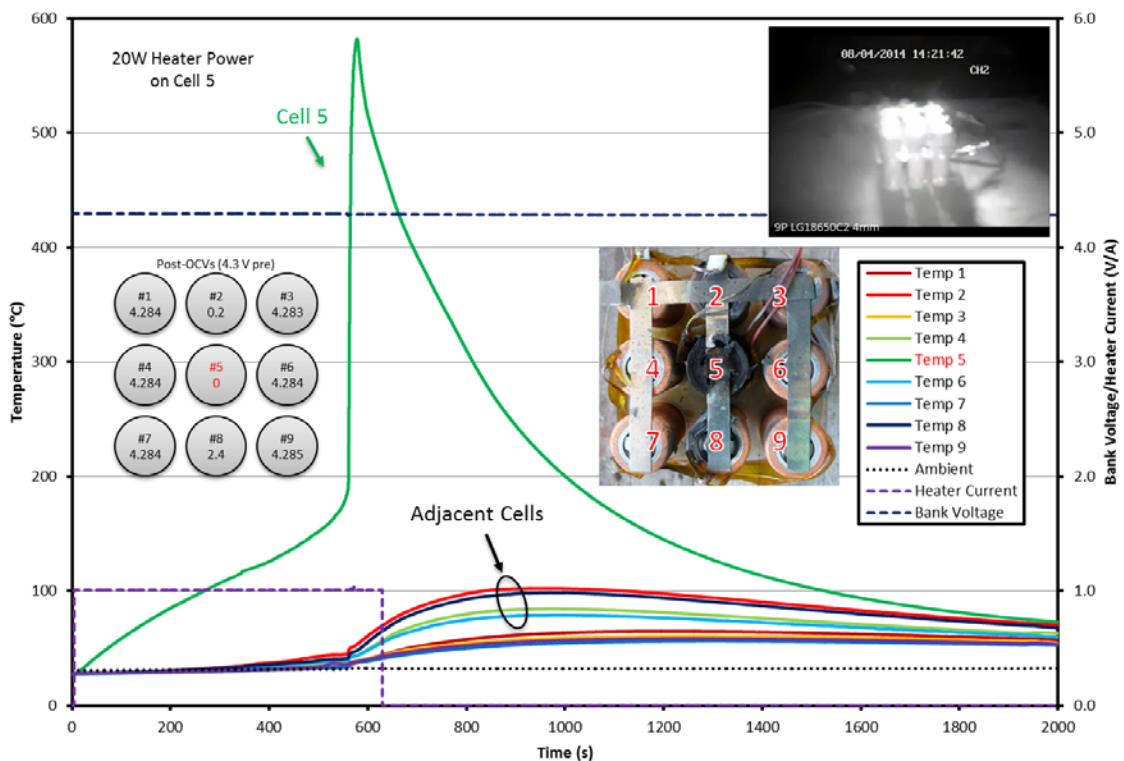 20W Heater Power
on Cell 5
Cell 5
08/04/2014 14:21:42
CH2
9P LG18650C2 4mm
Post-OCVs (4.3 V pre)
#1
4.284
#2
0.2
#3
4.283
#4
4.284
#5
0
#6
4.284
#7
4.284
#8
2.4
#9
4.285
1
2
3
4
5
6
7
8
9
Temp 1
Temp 2
Temp 3
Temp 4
Temp 5
Temp 6
Temp 7
Temp 8
Temp 9
Ambient
Heater Current
Bank Voltage
Adjacent Cells
Temperature (°C)
600
500
400
300
200
100
0
Bank Voltage/Heater Current (V/A)
6.0
5.0
4.0
3.0
2.0
1.0
0.0
0
200
400
600
800
1000
1200
1400
1600
1800
2000
Time (s)